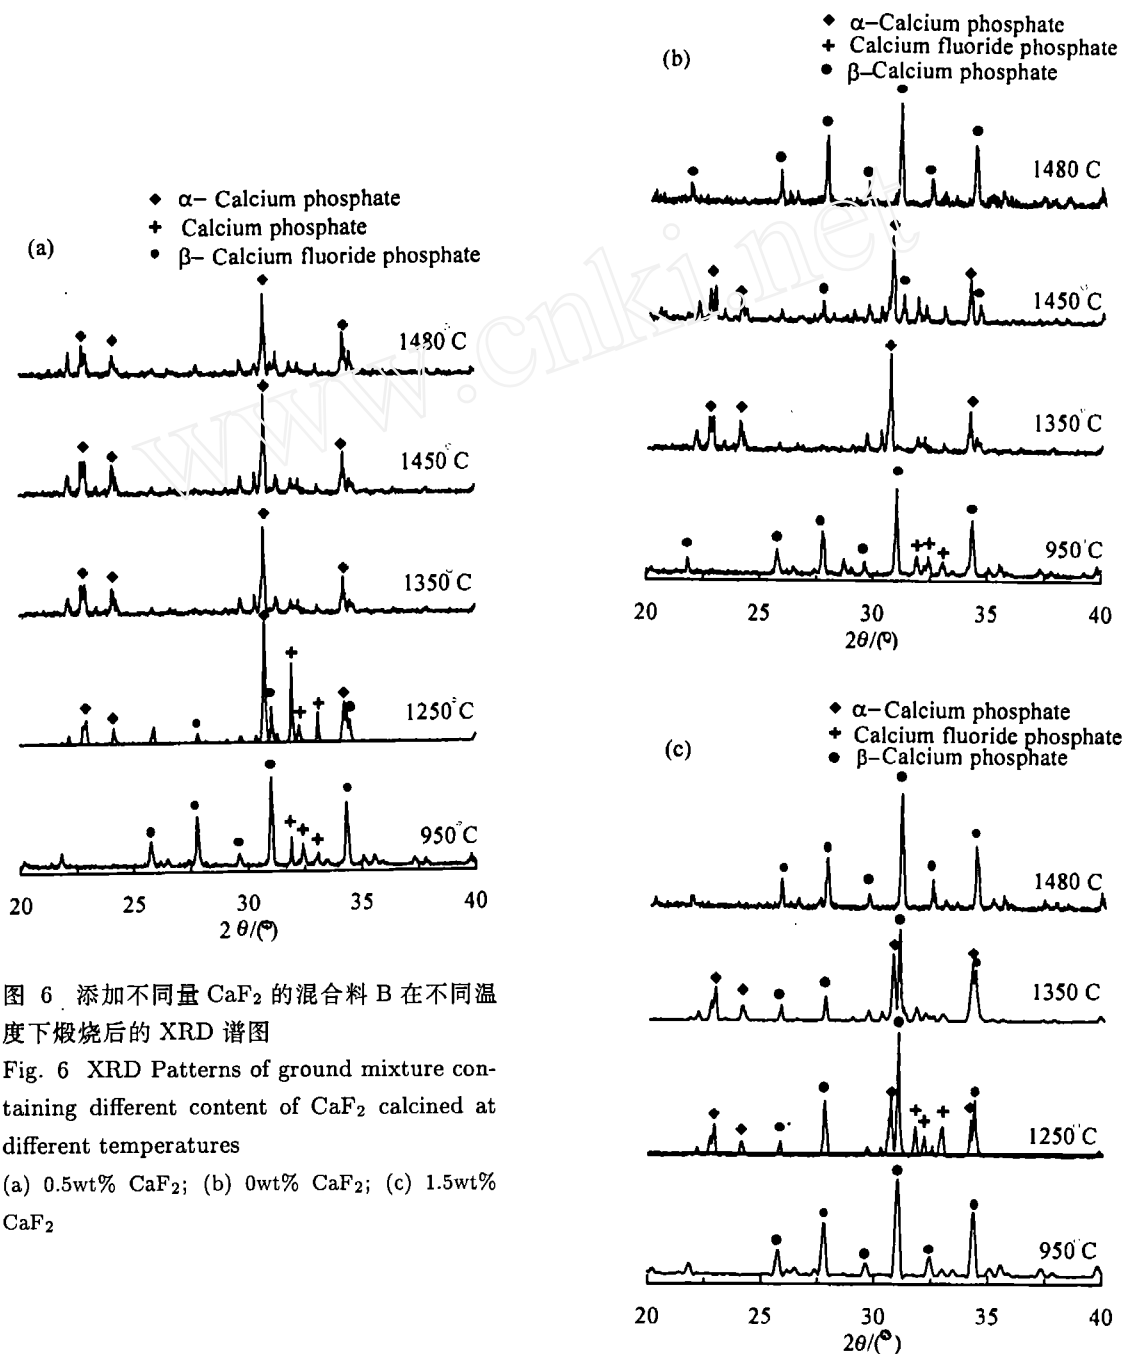 (a)
α- Calcium phosphate
Calcium phosphate
β- Calcium fluoride phosphate
1480°C
1450°C
1350°C
1250°C
950°C
20 25 30 35 40
2 θ/(°)
图 6 添加不同量 CaF₂ 的混合料 B 在不同温
度下煅烧后的 XRD 谱图
Fig. 6 XRD Patterns of ground mixture con-
taining different content of CaF₂ calcined at
different temperatures
(a) 0.5wt% CaF₂; (b) 0wt% CaF₂; (c) 1.5wt%
CaF₂
(b)
α-Calcium phosphate
Calcium fluoride phosphate
β-Calcium phosphate
1480 C
1450°C
1350°C
950°C
20 25 30 35 40
2θ/(°)
(c)
α-Calcium phosphate
Calcium fluoride phosphate
β-Calcium phosphate
1480 C
1350 C
1250°C
950°C
20 25 30 35 40
2θ/(°)
www.cnki.net